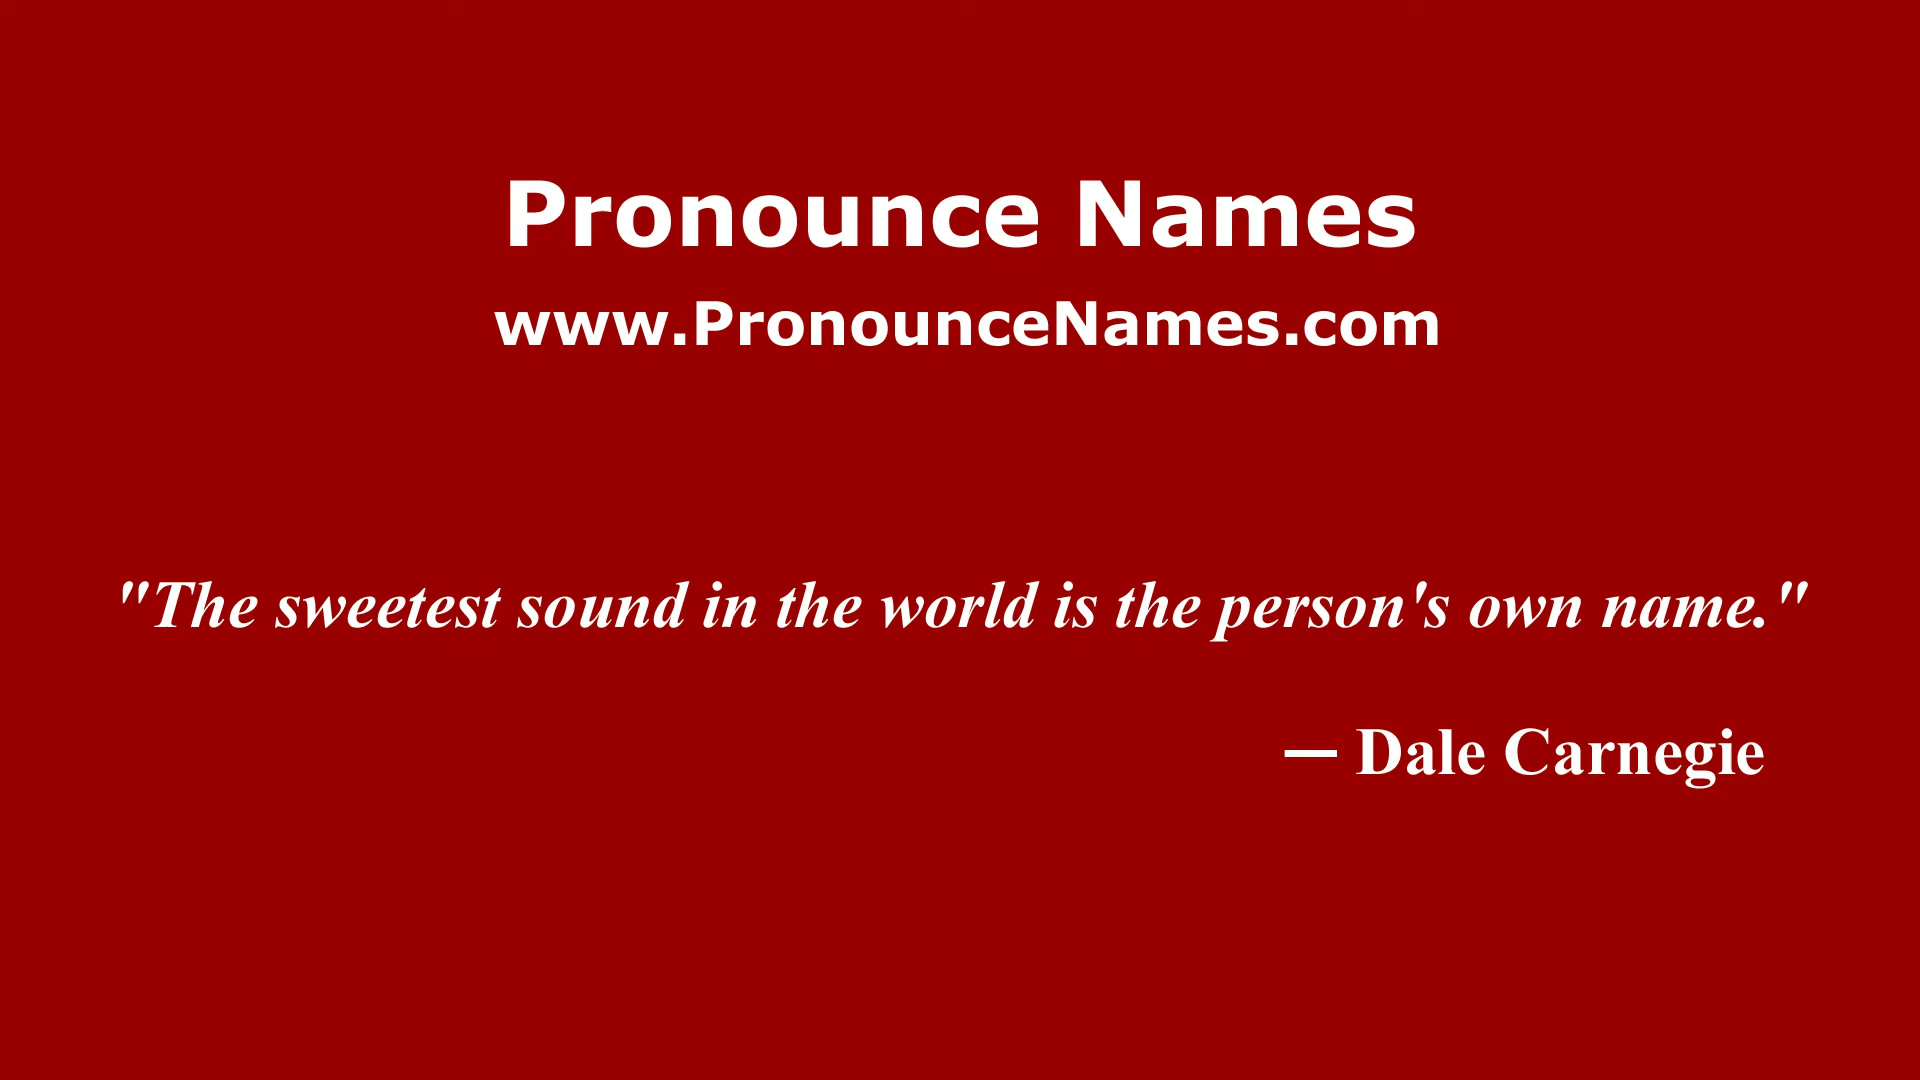 Pronounce Names
www.PronounceNames.com
"The sweetest sound in the world is the person's own name."
— Dale Carnegie